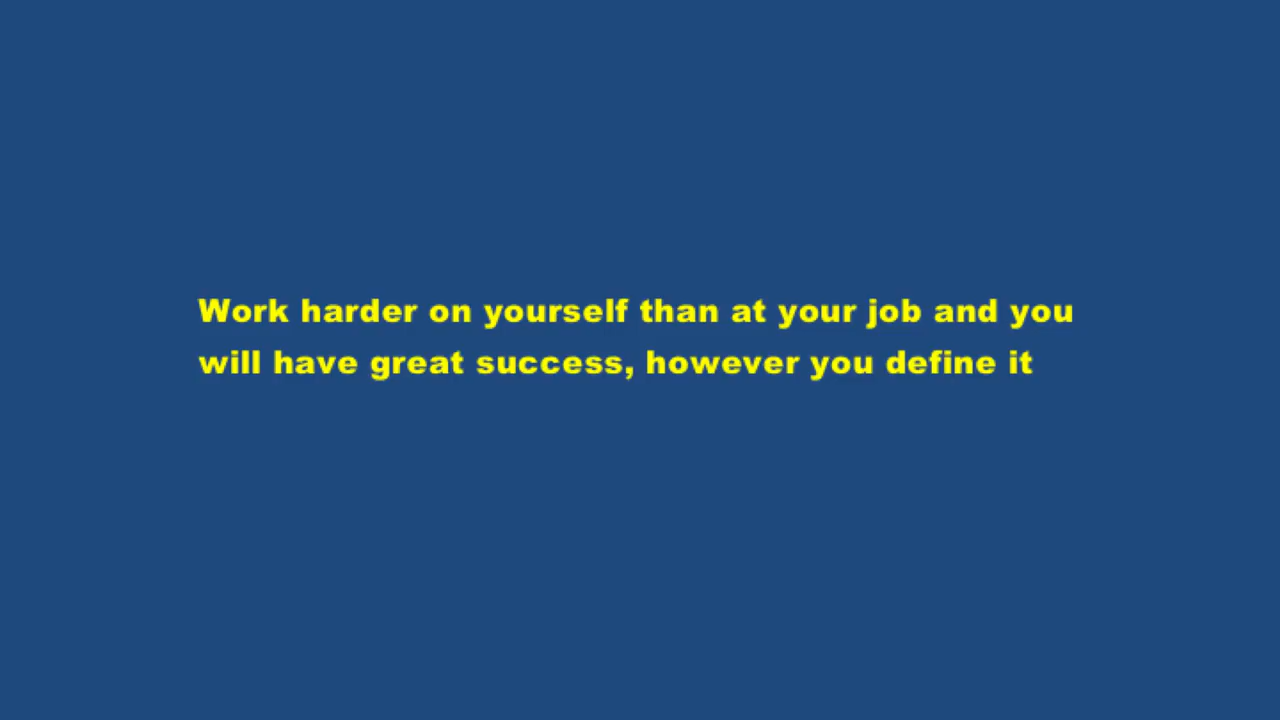 Work harder on yourself than at your job and you
will have great success, however you define it